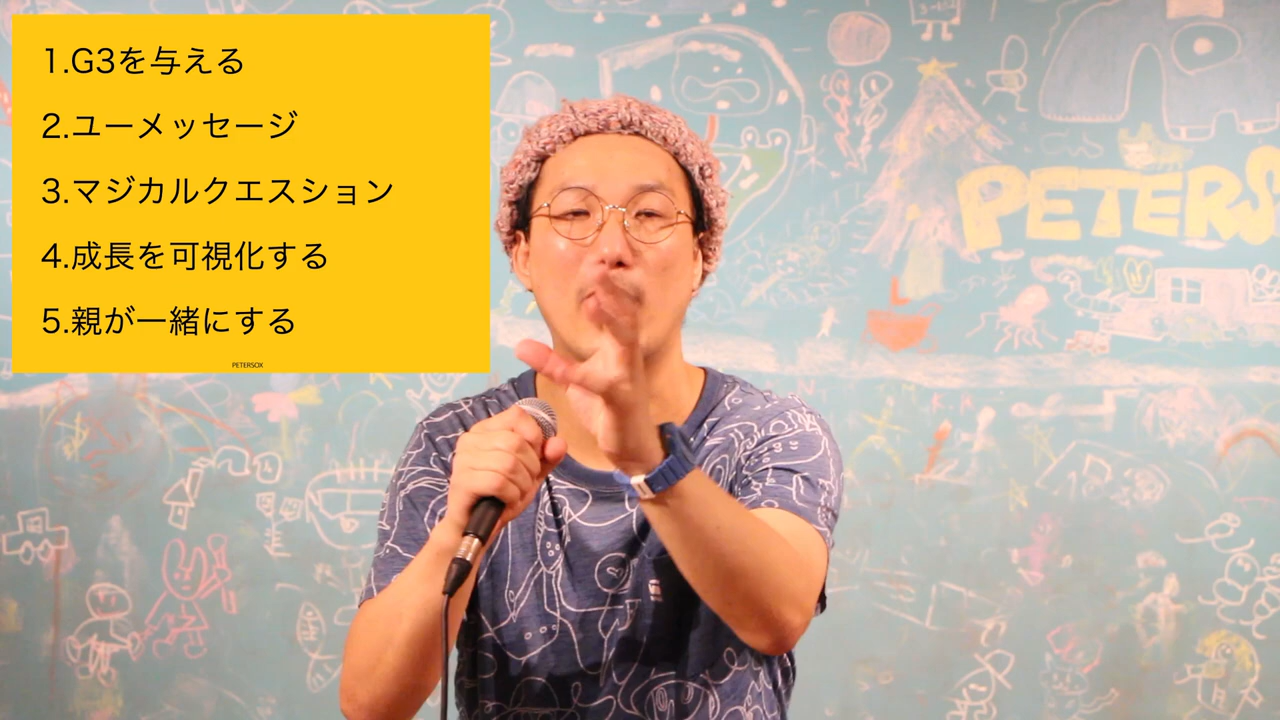 1.G3を与える
2.ユーメッセージ
3.マジカルクエスション
4.成長を可視化する
5.親が一緒にする
PETERSOX
PETERS